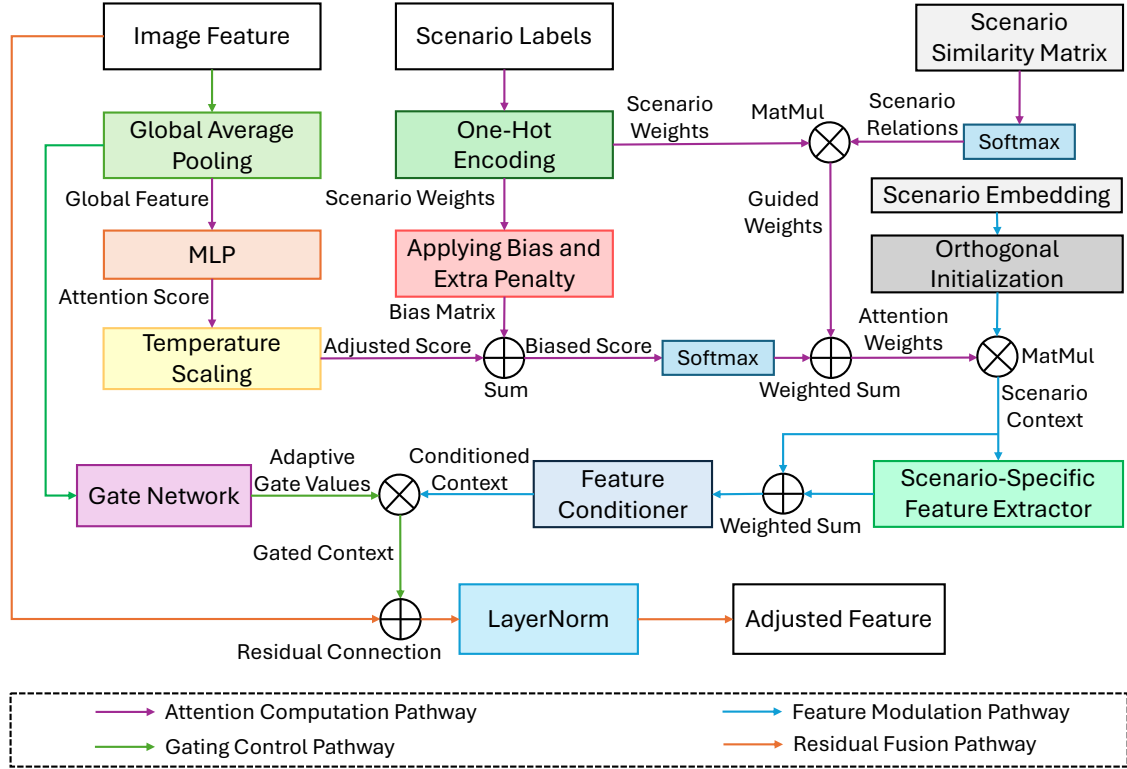 Image Feature
Scenario Labels
Scenario
Similarity Matrix
Global Average
Pooling
One-Hot
Encoding
Scenario
Weights
MatMul
Scenario
Relations
Softmax
Global Feature
Scenario Weights
Guided
Weights
Scenario Embedding
MLP
Applying Bias and
Extra Penalty
Orthogonal
Initialization
Attention Score
Bias Matrix
Temperature
Scaling
Adjusted Score
Sum
Biased Score
Softmax
Weighted Sum
Attention
Weights
MatMul
Scenario
Context
Gate Network
Adaptive
Gate Values
Conditioned
Context
Feature
Conditioner
Weighted Sum
Scenario-Specific
Feature Extractor
Gated Context
Residual Connection
LayerNorm
Adjusted Feature
Attention Computation Pathway
Feature Modulation Pathway
Gating Control Pathway
Residual Fusion Pathway